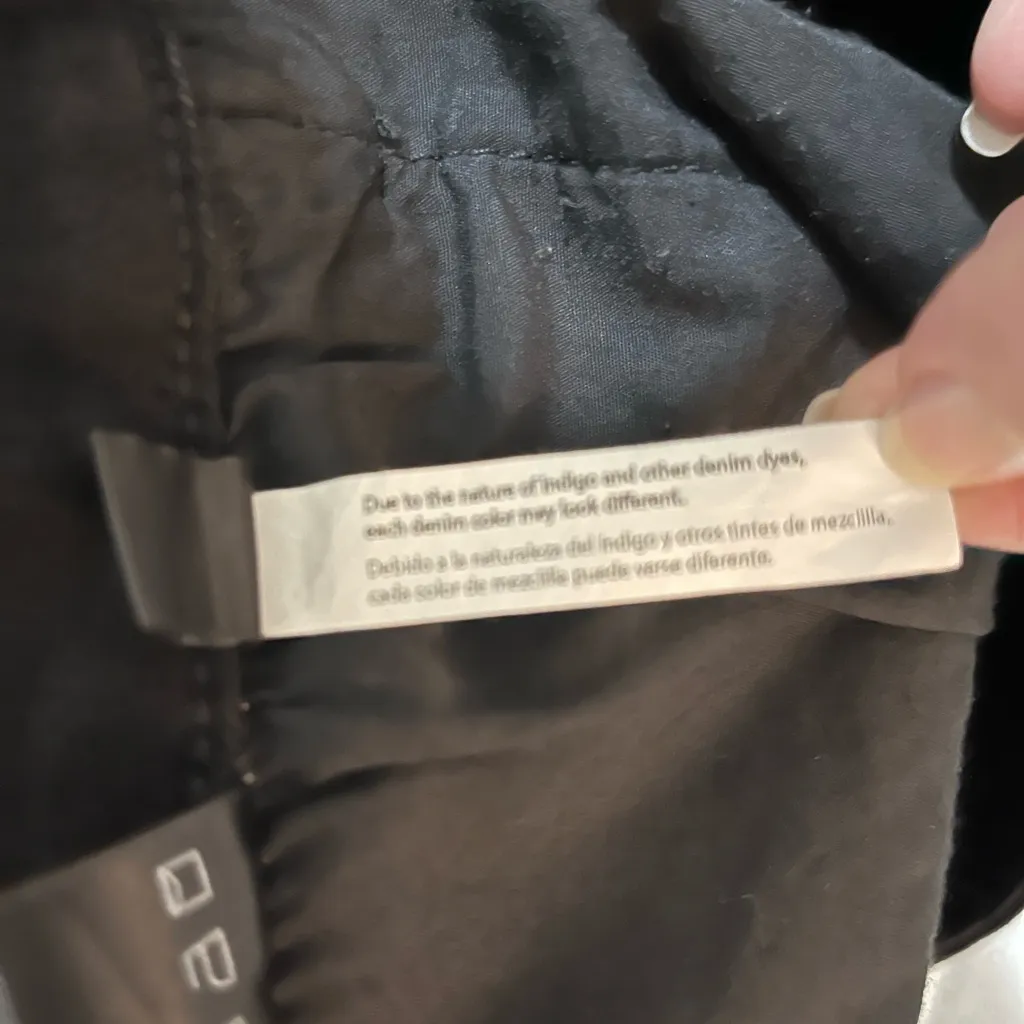 Due to the nature of indigo and other denim dyes,
each denim color may look different.
Debido a la naturaleza del índigo y otros tintes de mezclilla,
cada color de mezclilla puede verse diferente.